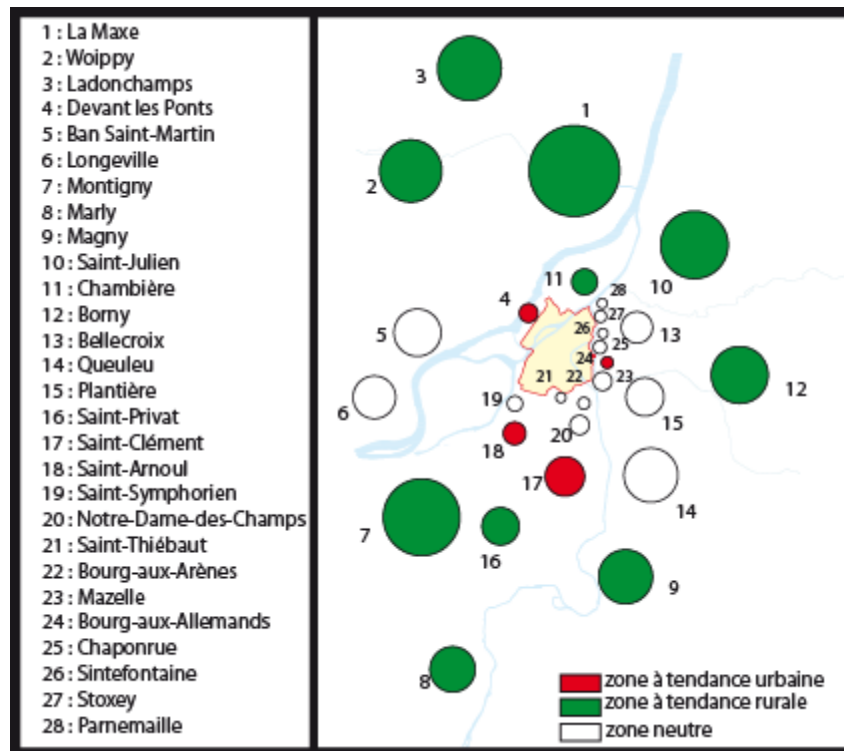 1 : La Maxe
2 : Woippy
3 : Ladonchamps
4 : Devant les Ponts
5 : Ban Saint-Martin
6 : Longeville
7 : Montigny
8 : Marly
9 : Magny
10 : Saint-Julien
11 : Chambière
12 : Borny
13 : Bellecroix
14 : Queuleu
15 : Plantière
16 : Saint-Privat
17 : Saint-Clément
18 : Saint-Arnoul
19 : Saint-Symphorien
20 : Notre-Dame-des-Champs
21 : Saint-Thiébaut
22 : Bourg-aux-Arènes
23 : Mazelle
24 : Bourg-aux-Allemands
25 : Chaponrue
26 : Sintefontaine
27 : Stoxey
28 : Parnemaille
3
1
2
10
11
28
4
27
5
26
13
25
24
21
22
23
12
6
19
15
20
18
17
14
7
16
9
8
zone à tendance urbaine
zone à tendance rurale
zone neutre